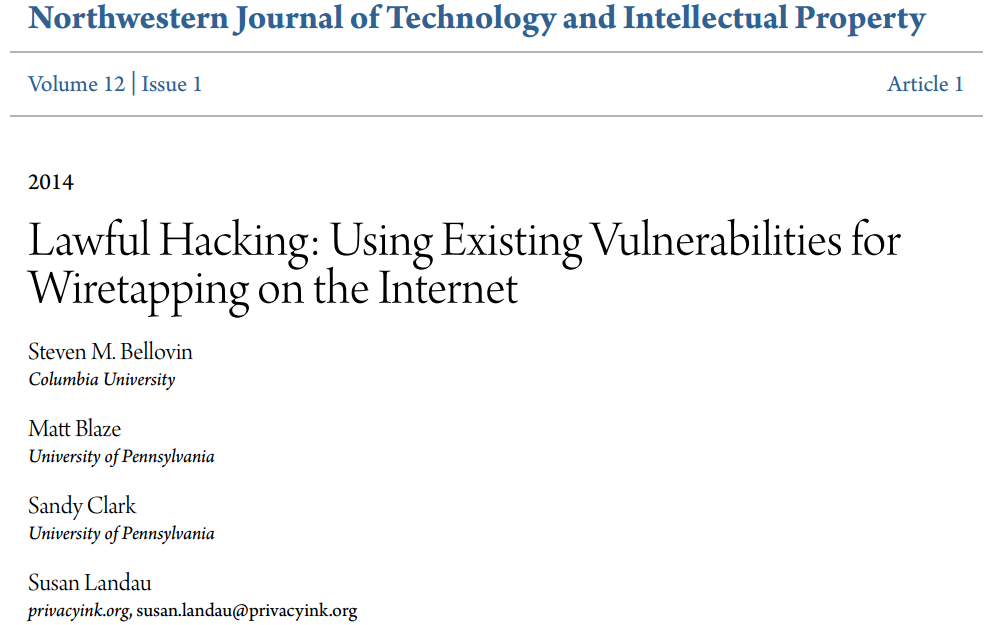 Northwestern Journal of Technology and Intellectual Property
Volume 12 | Issue 1 Article 1
2014
Lawful Hacking: Using Existing Vulnerabilities for
Wiretapping on the Internet
Steven M. Bellovin
Columbia University
Matt Blaze
University of Pennsylvania
Sandy Clark
University of Pennsylvania
Susan Landau
privacyink.org, susan.landau@privacyink.org